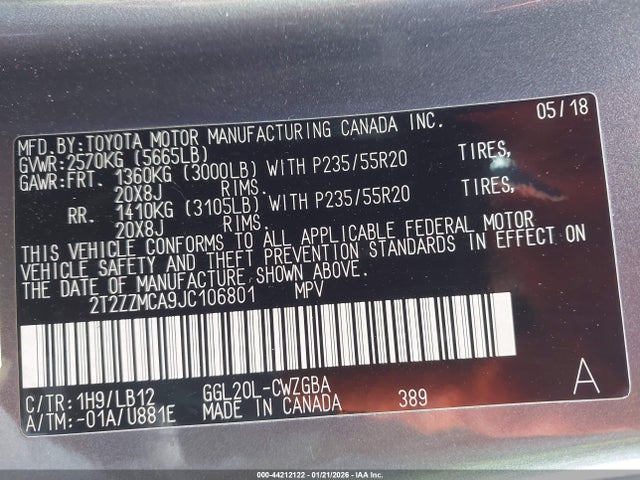 MFD. BY: TOYOTA MOTOR MANUFACTURING CANADA INC. 05/18
GVWR: 2570KG (5665LB)
GAWR: FRT. 1360KG (3000LB) WITH P235/55R20 TIRES,
20X8J RIMS.
RR. 1410KG (3105LB) WITH P235/55R20 TIRES,
20X8J RIMS.
THIS VEHICLE CONFORMS TO ALL APPLICABLE FEDERAL MOTOR
VEHICLE SAFETY AND THEFT PREVENTION STANDARDS IN EFFECT ON
THE DATE OF MANUFACTURE SHOWN ABOVE.
2T2ZZMCA9JC106801 MPV
C/TR: 1H9/LB12 GGL20L-CWZGBA A
A/TM: -01A/U881E MADE IN CANADA 389
000-44212122 | 01/21/2026 - Copyright IAAI, Inc.